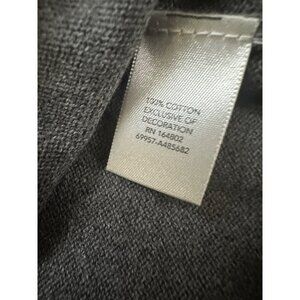 100% COTTON
EXCLUSIVE OF
DECORATION
RN 164802
69957-A485682